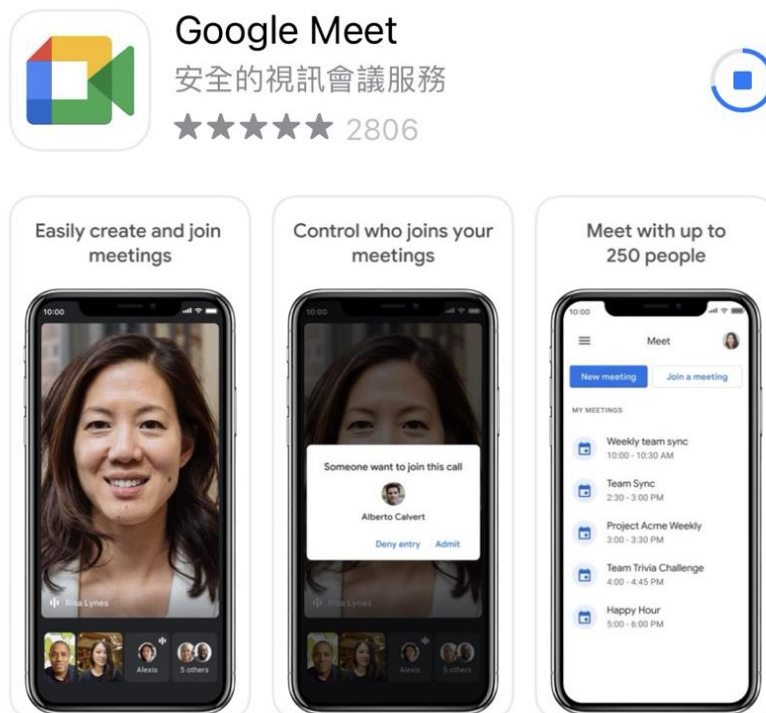 Google Meet
安全的視訊會議服務
2806
Easily create and join
meetings
10:00
Risa Lynes
Alexis
5 others
Control who joins your
meetings
10:00
Someone want to join this call
Alberto Calvert
Deny entry Admit
Risa Lynes
Alexis
5 others
Meet with up to
250 people
10:00
Meet
New meeting Join a meeting
MY MEETINGS
Weekly team sync
10:00 - 10:30 AM
Team Sync
2:30 - 3:00 PM
Project Acme Weekly
3:00 - 3:30 PM
Team Trivia Challenge
4:00 - 4:45 PM
Happy Hour
5:00 - 6:00 PM